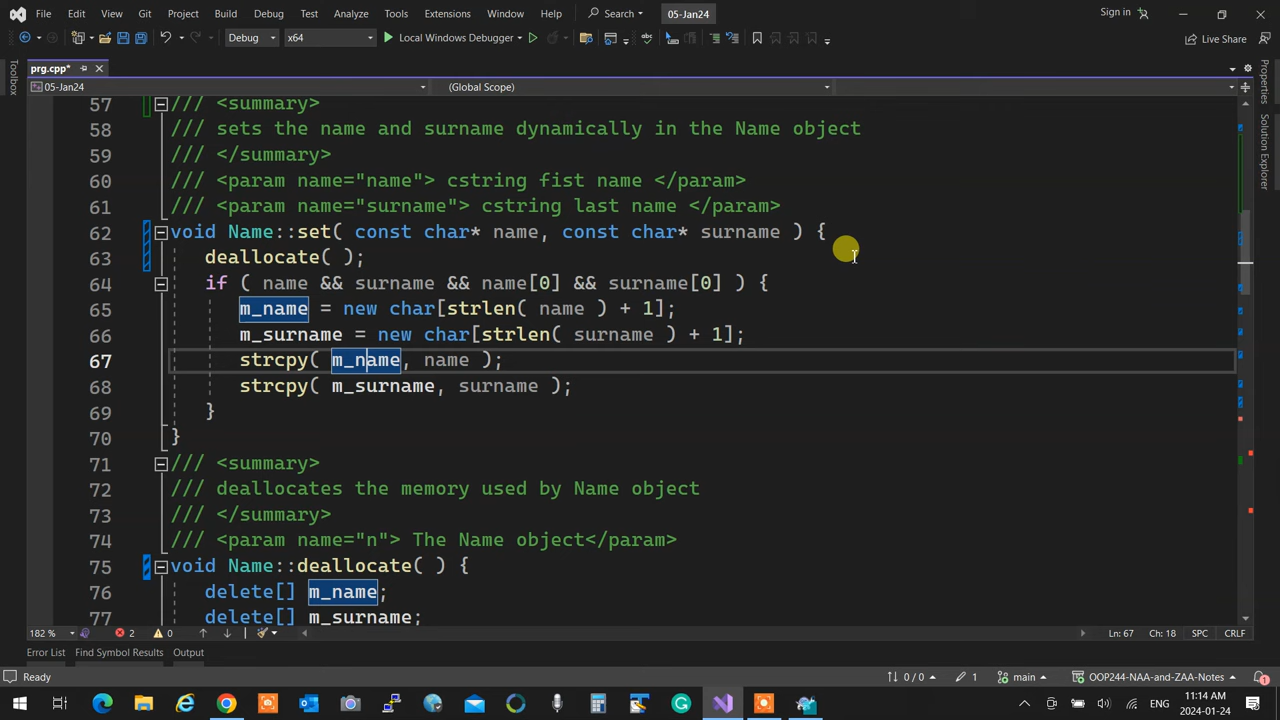 File Edit View Git Project Build Debug Test Analyze Tools Extensions Window Help Search 05-Jan24 Sign in
Debug x64 Local Windows Debugger Live Share
prg.cpp*
05-Jan24 (Global Scope)
Toolbox
Properties
Solution Explorer
57 /// <summary>
58 /// sets the name and surname dynamically in the Name object
59 /// </summary>
60 /// <param name="name"> cstring fist name </param>
61 /// <param name="surname"> cstring last name </param>
62 void Name::set( const char* name, const char* surname ) {
63 deallocate( );
64 if ( name && surname && name[0] && surname[0] ) {
65 m_name = new char[strlen( name ) + 1];
66 m_surname = new char[strlen( surname ) + 1];
67 strcpy( m_name, name );
68 strcpy( m_surname, surname );
69 }
70 }
71 /// <summary>
72 /// deallocates the memory used by Name object
73 /// </summary>
74 /// <param name="n"> The Name object</param>
75 void Name::deallocate( ) {
76 delete[] m_name;
77 delete[] m_surname;
182 % 2 0 Ln: 67 Ch: 18 SPC CRLF
Error List Find Symbol Results Output
Ready 0 / 0 1 main OOP244-NAA-and-ZAA-Notes 1
ENG 11:14 AM
2024-01-24